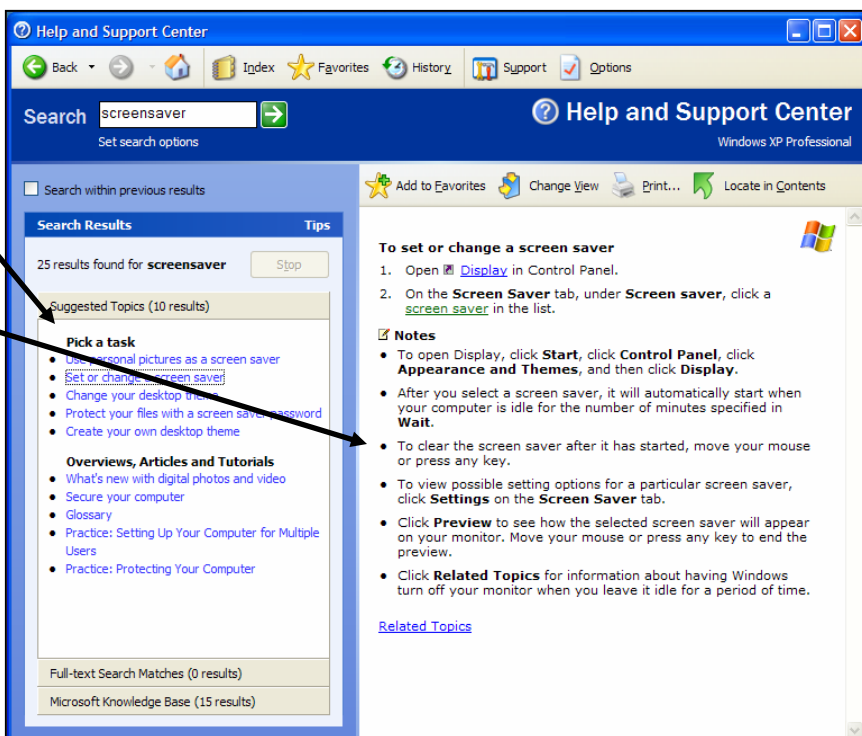 Help and Support Center
Back
Index
Favorites
History
Support
Options
Search
screensaver
Set search options
Help and Support Center
Windows XP Professional
Search within previous results
Search Results
Tips
25 results found for screensaver
Stop
Suggested Topics (10 results)
Pick a task
• Use personal pictures as a screen saver
• Set or change a screen saver
• Change your desktop theme
• Protect your files with a screen saver password
• Create your own desktop theme
Overviews, Articles and Tutorials
• What's new with digital photos and video
• Secure your computer
• Glossary
• Practice: Setting Up Your Computer for Multiple
Users
• Practice: Protecting Your Computer
Full-text Search Matches (0 results)
Microsoft Knowledge Base (15 results)
Add to Favorites
Change View
Print...
Locate in Contents
To set or change a screen saver
1. Open Display in Control Panel.
2. On the Screen Saver tab, under Screen saver, click a
screen saver in the list.
Notes
• To open Display, click Start, click Control Panel, click
Appearance and Themes, and then click Display.
• After you select a screen saver, it will automatically start when
your computer is idle for the number of minutes specified in
Wait.
• To clear the screen saver after it has started, move your mouse
or press any key.
• To view possible setting options for a particular screen saver,
click Settings on the Screen Saver tab.
• Click Preview to see how the selected screen saver will appear
on your monitor. Move your mouse or press any key to end the
preview.
• Click Related Topics for information about having Windows
turn off your monitor when you leave it idle for a period of time.
Related Topics